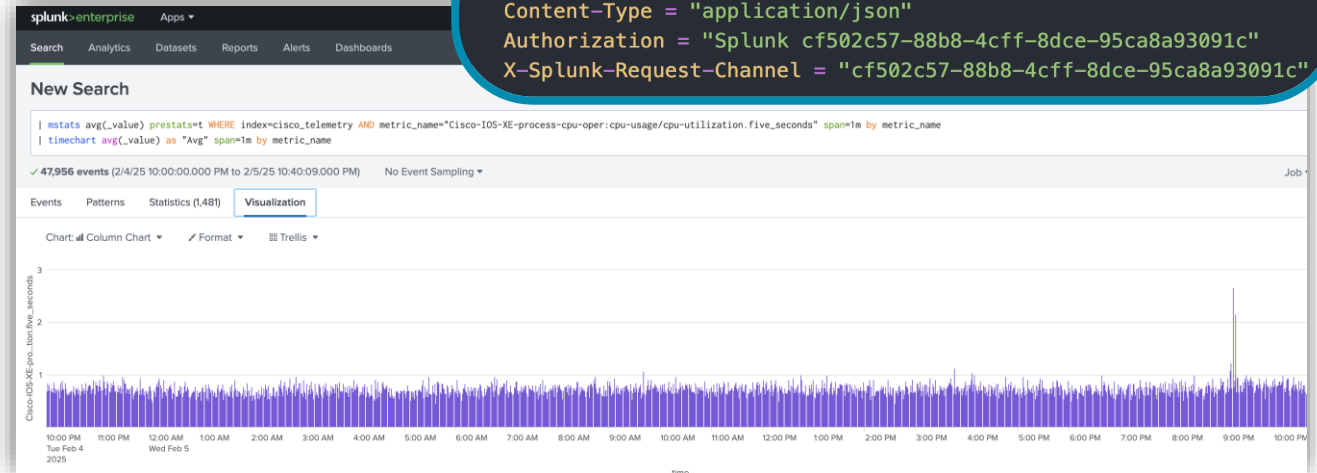 splunk>enterprise Apps
Content-Type = "application/json"
Authorization = "Splunk cf502c57-88b8-4cff-8dce-95ca8a93091c"
X-Splunk-Request-Channel = "cf502c57-88b8-4cff-8dce-95ca8a93091c"
Search Analytics Datasets Reports Alerts Dashboards
New Search
| mstats avg(_value) prestats=t WHERE index=cisco_telemetry AND metric_name="Cisco-IOS-XE-process-cpu-oper:cpu-usage/cpu-utilization.five_seconds" span=1m by metric_name
| timechart avg(_value) as "Avg" span=1m by metric_name
✓ 47,956 events (2/4/25 10:00:00.000 PM to 2/5/25 10:40:09.000 PM) No Event Sampling Job
Events Patterns Statistics (1,481) Visualization
Chart: Column Chart Format Trellis
3
2
1
Cisco-IOS-XE-pro...tion.five_seconds
10:00 PM 11:00 PM 12:00 AM 1:00 AM 2:00 AM 3:00 AM 4:00 AM 5:00 AM 6:00 AM 7:00 AM 8:00 AM 9:00 AM 10:00 AM 11:00 AM 12:00 PM 1:00 PM 2:00 PM 3:00 PM 4:00 PM 5:00 PM 6:00 PM 7:00 PM 8:00 PM 9:00 PM 10:00 PM
Tue Feb 4 Wed Feb 5
2025
time